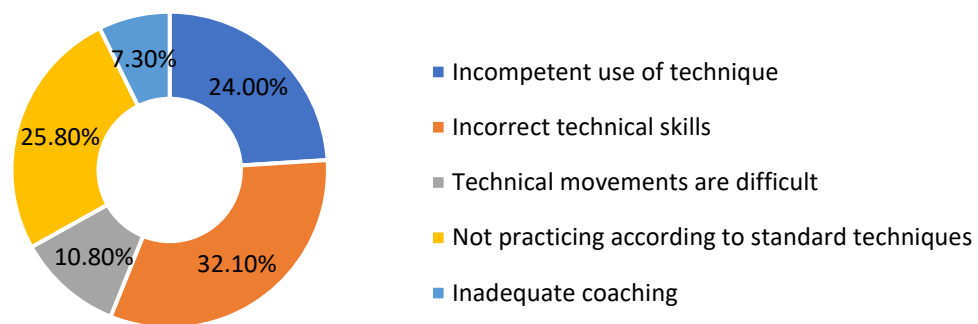 7.30%
24.00%
25.80%
10.80%
32.10%
Incompetent use of technique
Incorrect technical skills
Technical movements are difficult
Not practicing according to standard techniques
Inadequate coaching